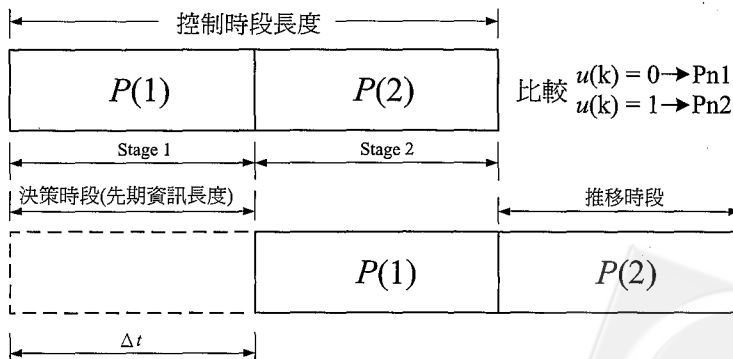 控制時段長度
P(1) P(2)
比較 u(k) = 0→Pn1
u(k) = 1→Pn2
Stage 1 Stage 2
決策時段(先期資訊長度) 推移時段
P(1) P(2)
Δt